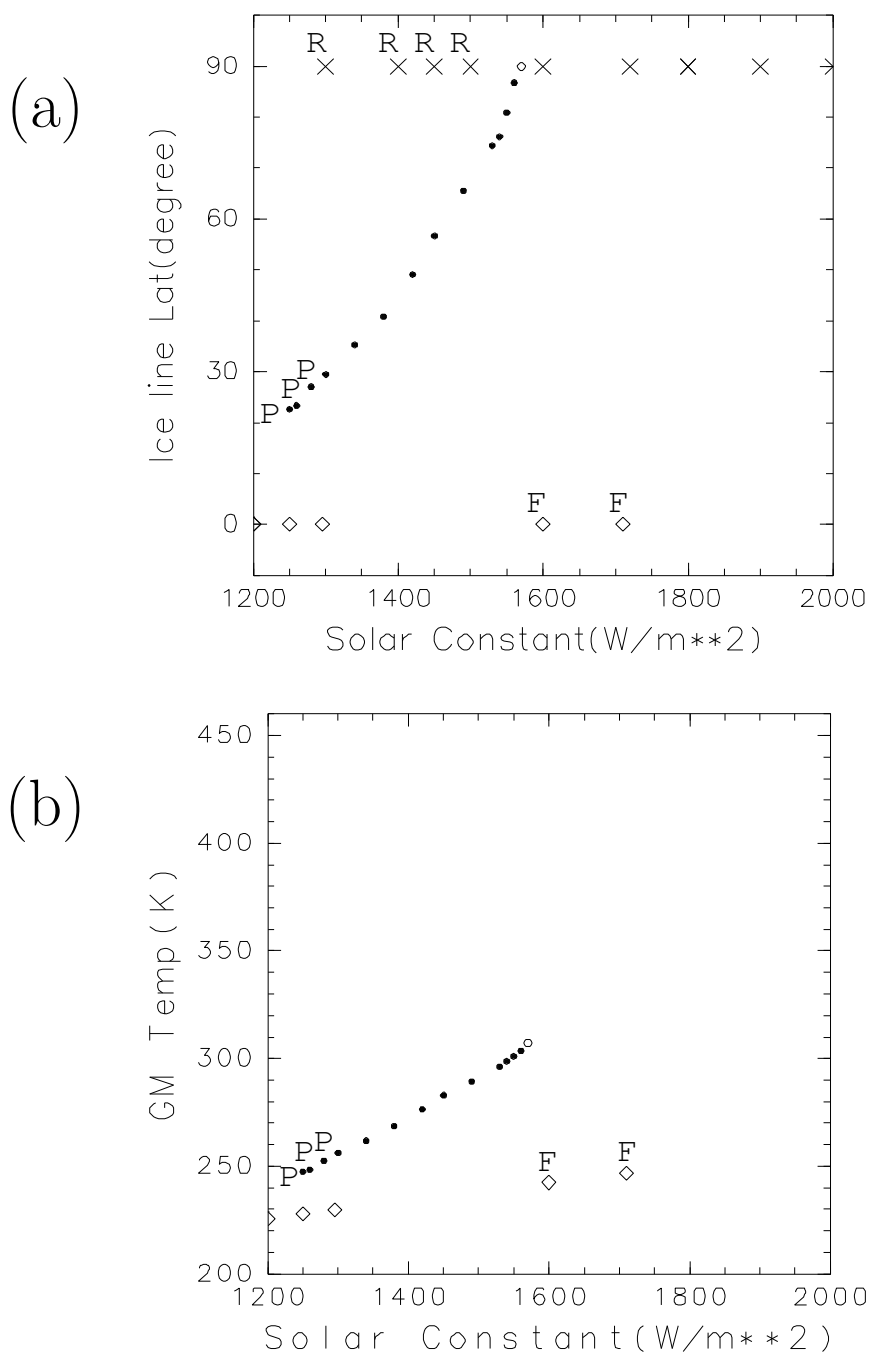 (a)
R R R R
90
60
30
0
P P P
F F
Ice line Lat(degree)
1200 1400 1600 1800 2000
Solar Constant(W/m**2)
(b)
450
400
350
300
250
200
P P P
F F
GM Temp(K)
1200 1400 1600 1800 2000
Solar Constant(W/m**2)